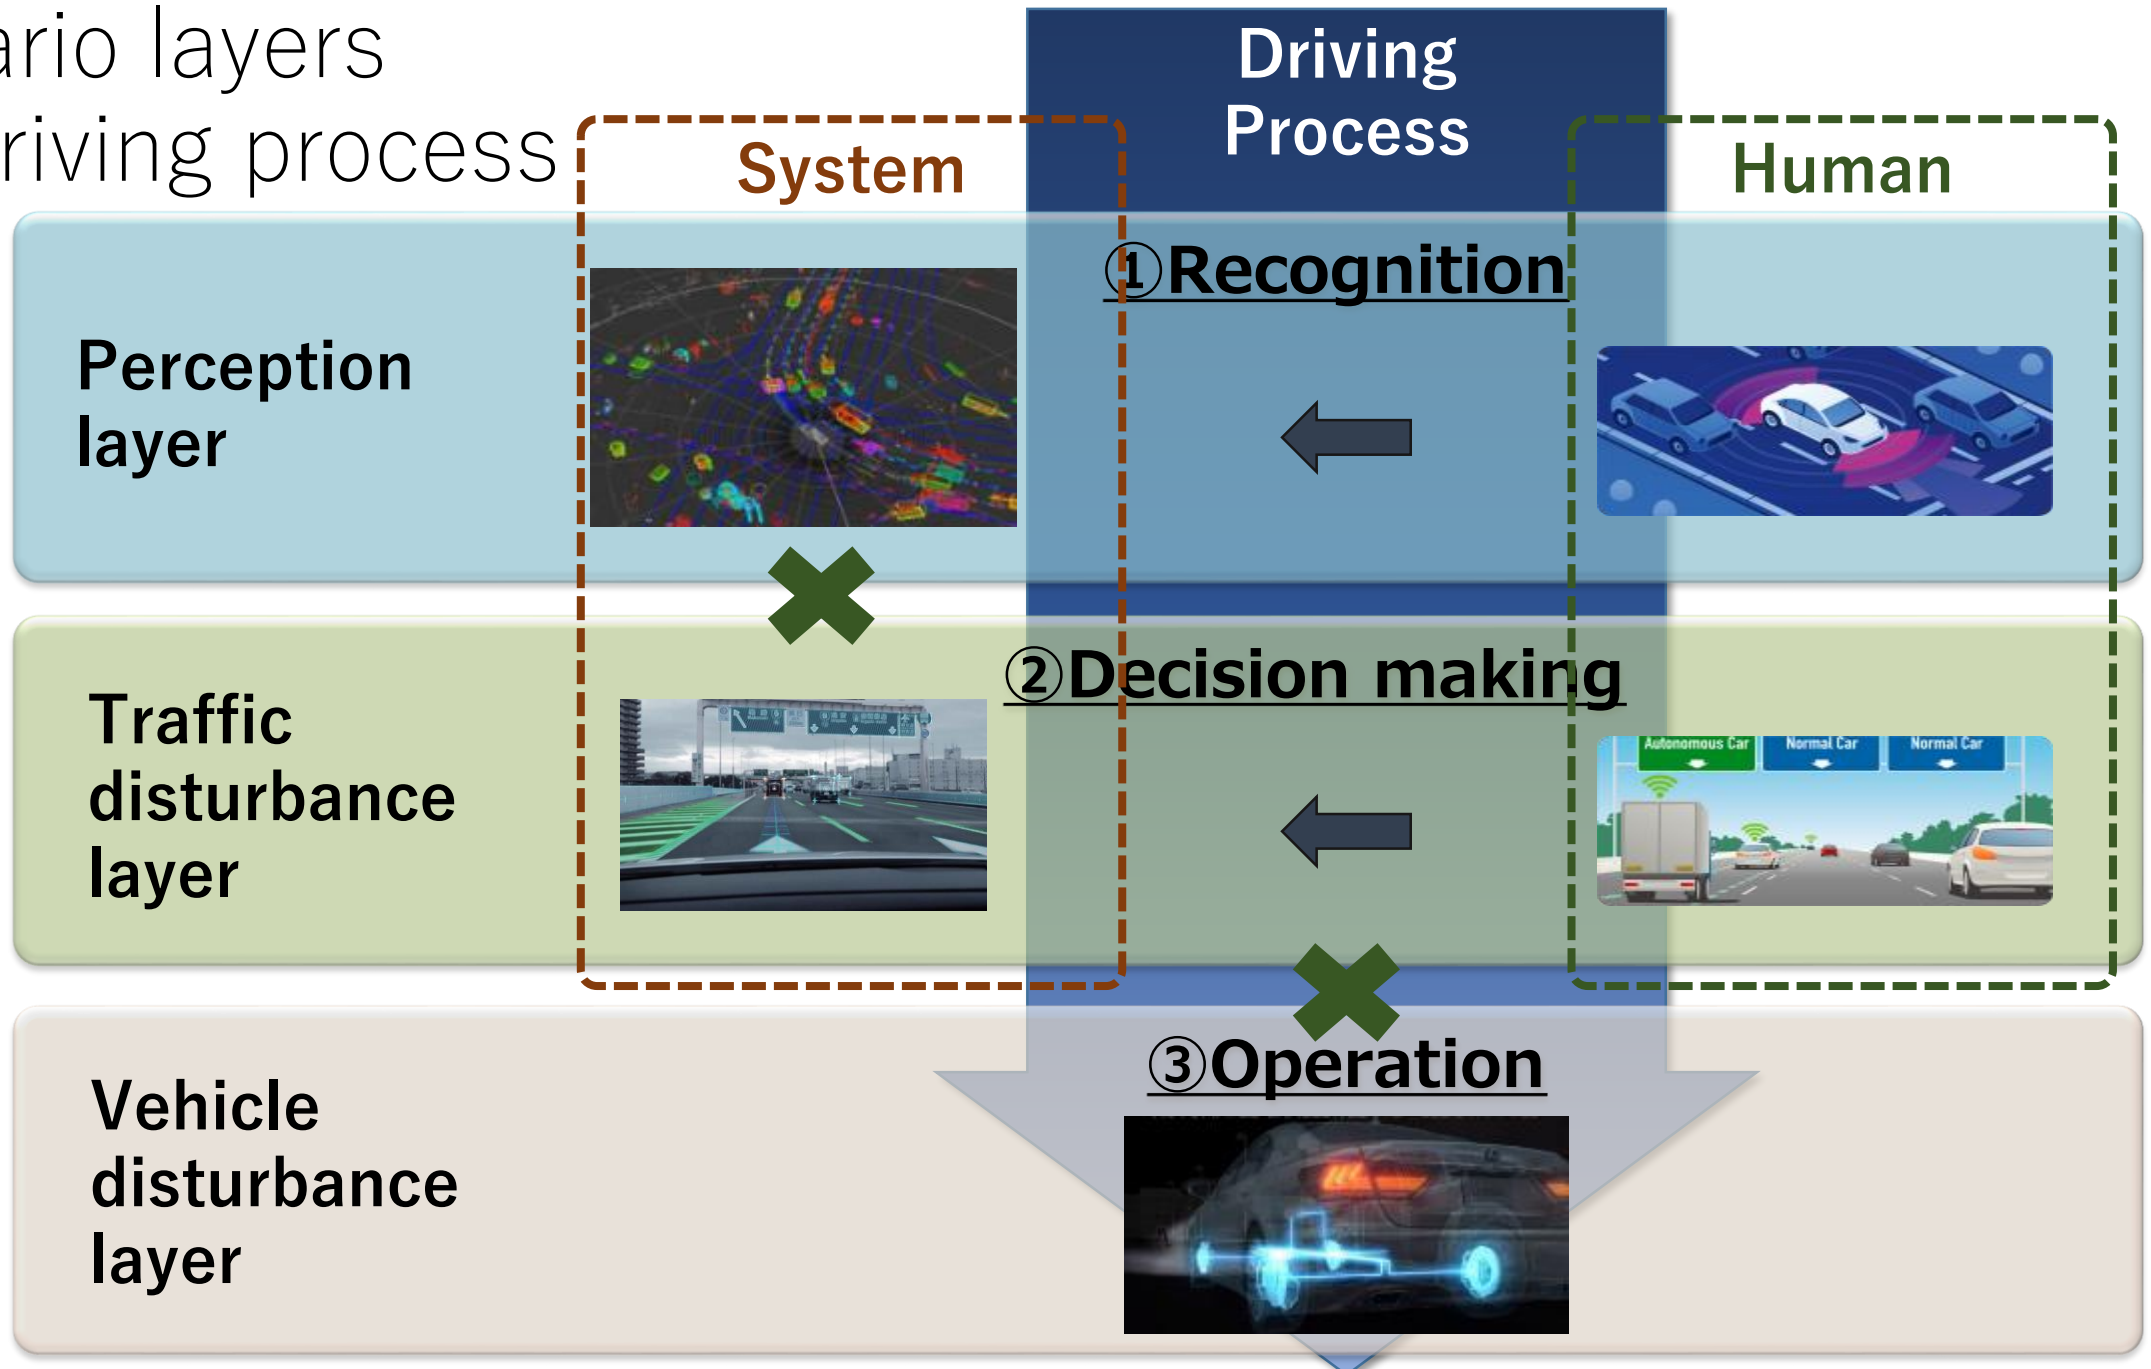 ario layers
riving process
Driving
Process
System
Human
①Recognition
Perception
layer
②Decision making
Traffic
disturbance
layer
Autonomous Car
Normal Car
Normal Car
③Operation
Vehicle
disturbance
layer